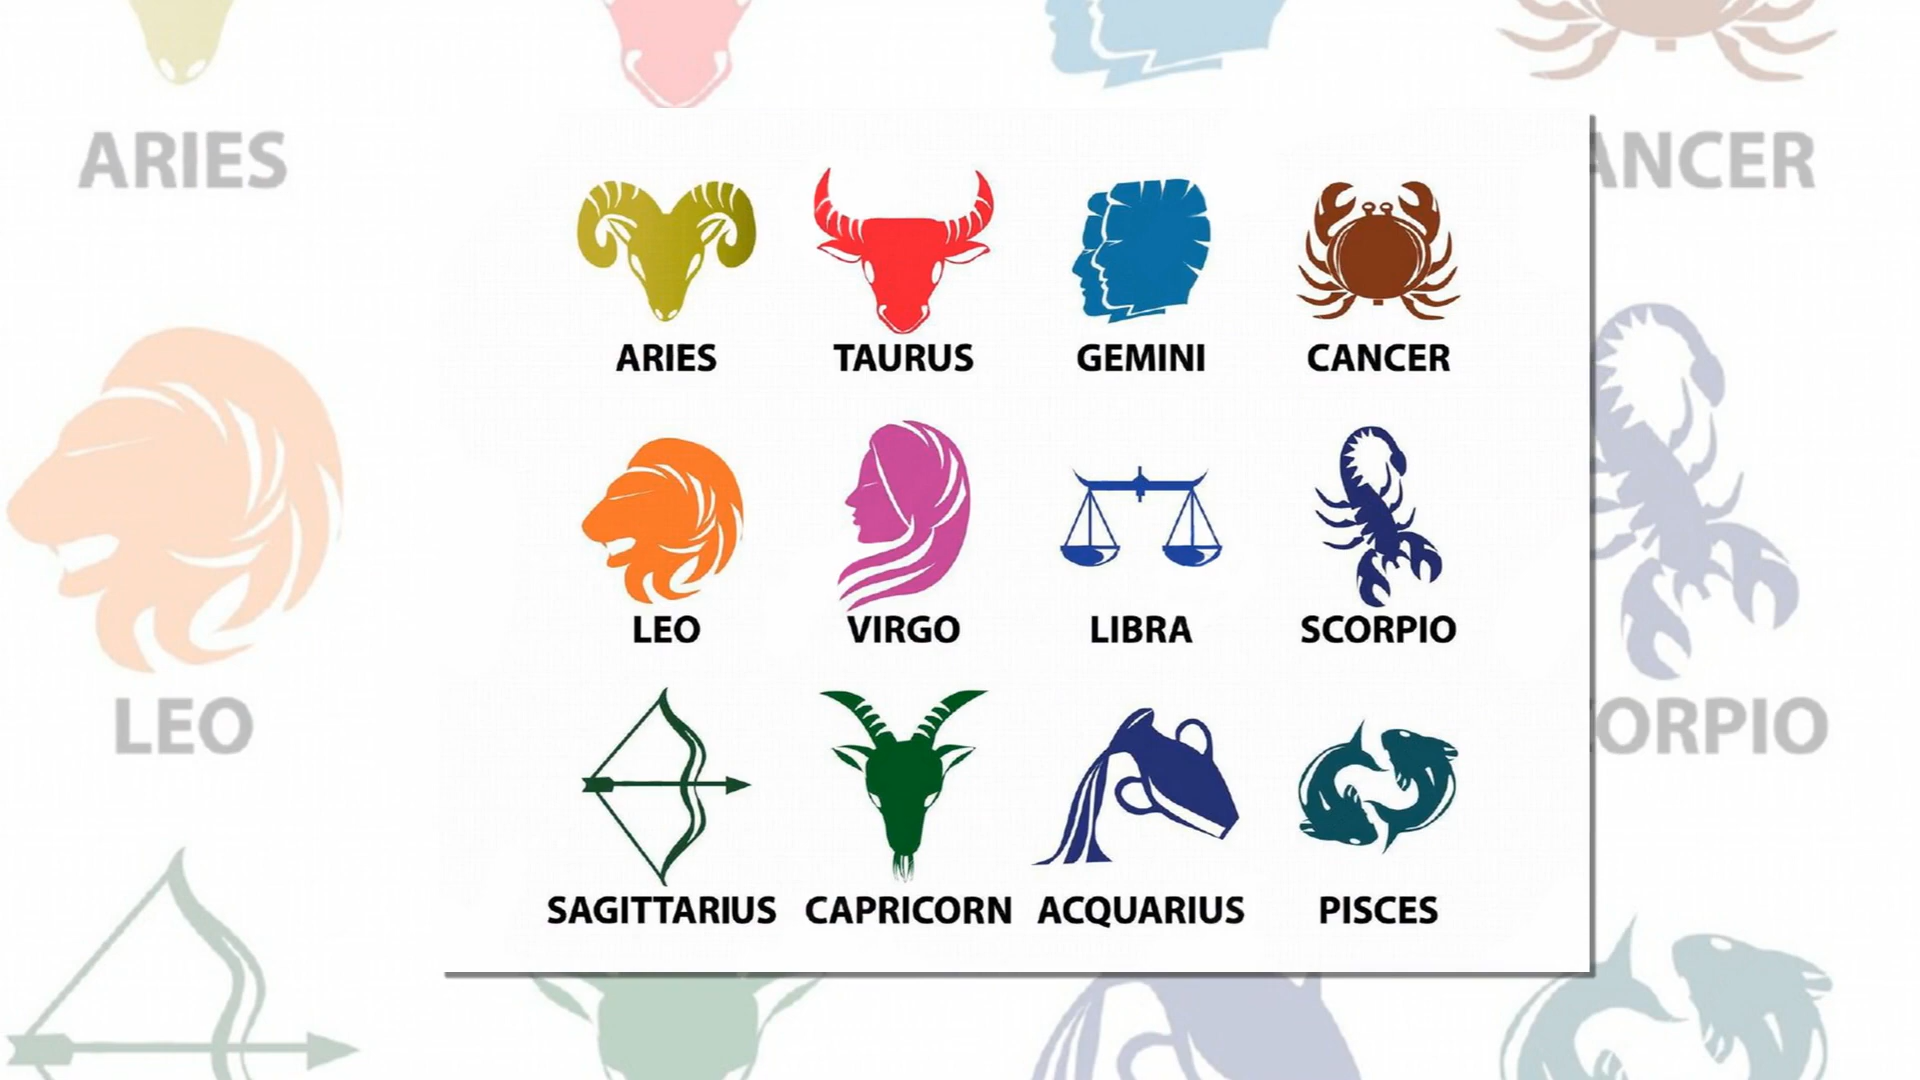 ARIES
ANCER
ARIES TAURUS GEMINI CANCER
LEO VIRGO LIBRA SCORPIO
LEO
ORPIO
SAGITTARIUS CAPRICORN ACQUARIUS PISCES